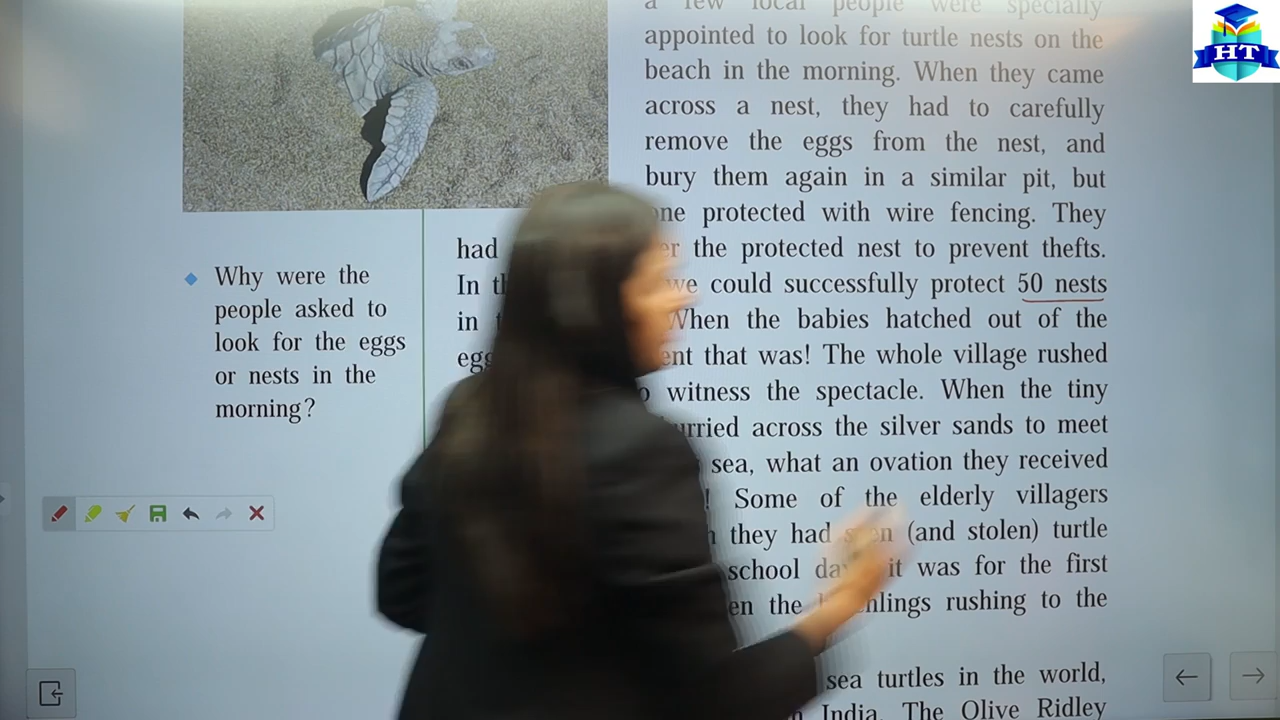 a few local people were specially
appointed to look for turtle nests on the
beach in the morning. When they came
across a nest, they had to carefully
remove the eggs from the nest, and
bury them again in a similar pit, but
one protected with wire fencing. They
the protected nest to prevent thefts.
we could successfully protect 50 nests
When the babies hatched out of the
that was! The whole village rushed
witness the spectacle. When the tiny
across the silver sands to meet
sea, what an ovation they received
! Some of the elderly villagers
they had seen (and stolen) turtle
school it was for the first
the rushing to the
sea turtles in the world,
India. The Olive Ridley
had
In
in
Why were the
people asked to
look for the eggs
or nests in the
morning?
HT